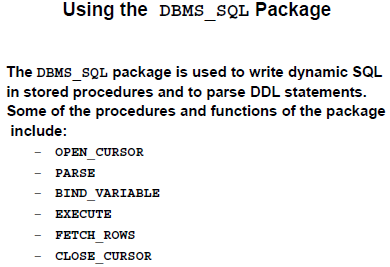 Using the DBMS_SQL Package
The DBMS_SQL package is used to write dynamic SQL
in stored procedures and to parse DDL statements.
Some of the procedures and functions of the package
include:
– OPEN_CURSOR
– PARSE
– BIND_VARIABLE
– EXECUTE
– FETCH_ROWS
– CLOSE_CURSOR